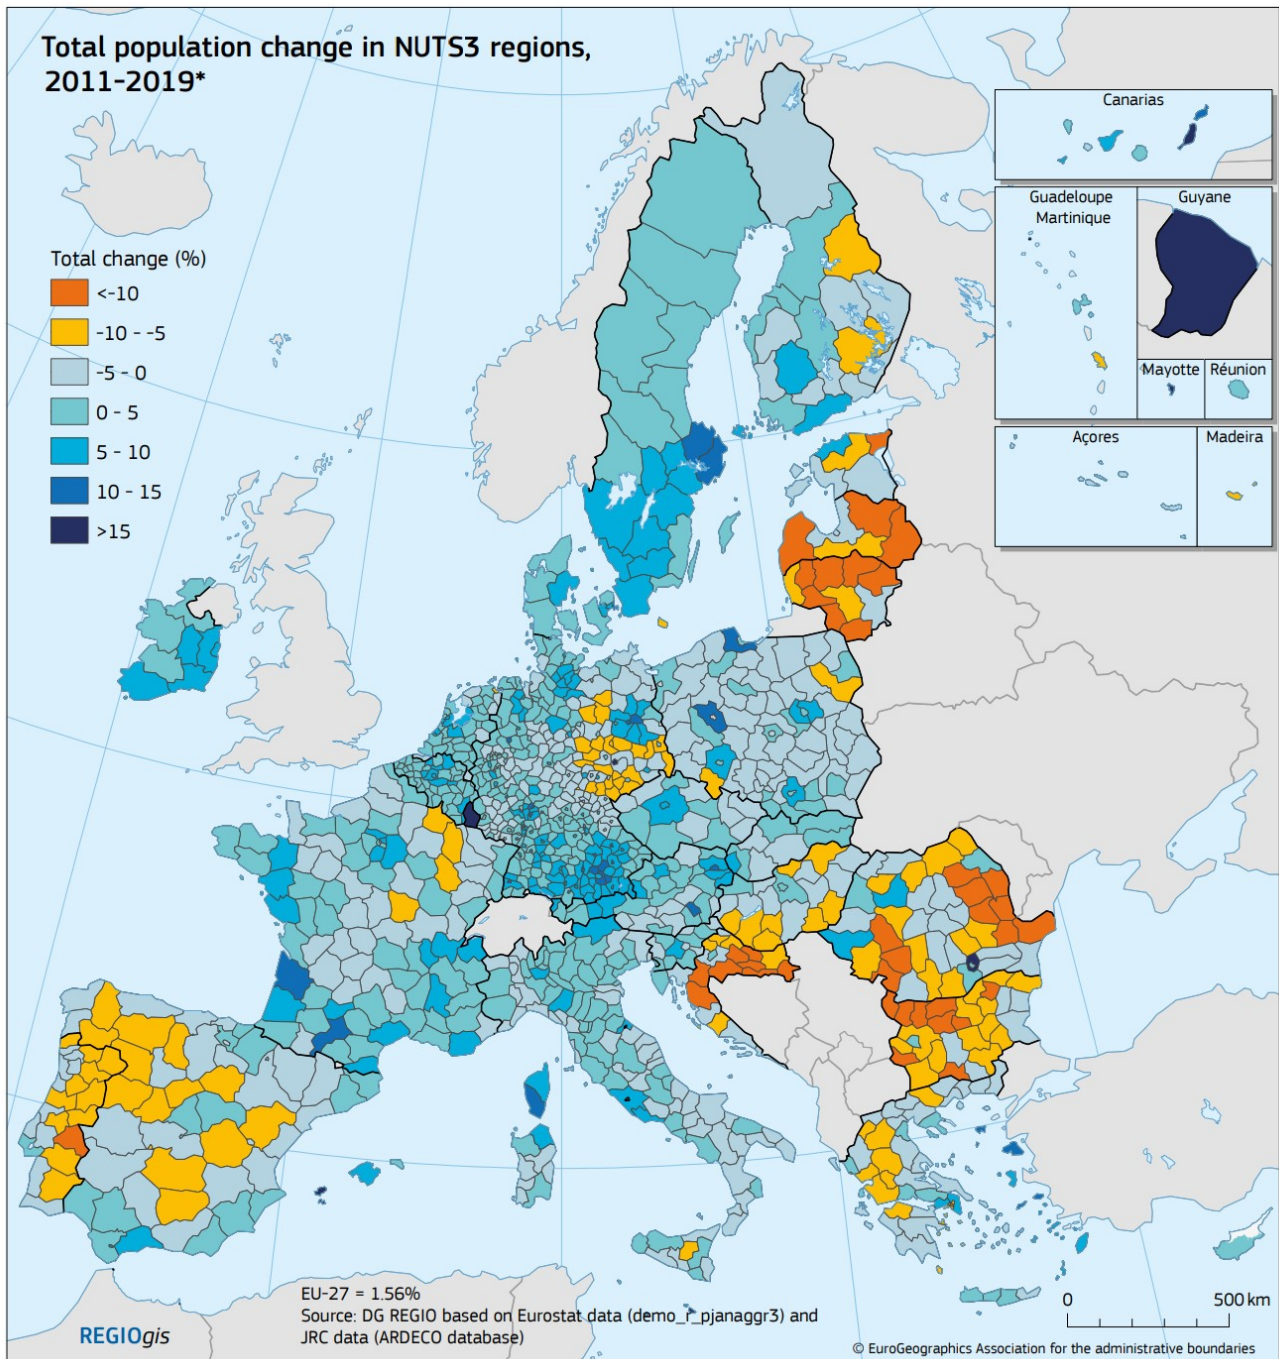 Total population change in NUTS3 regions,
2011-2019*
Canarias
Guadeloupe
Martinique
Guyane
Mayotte
Réunion
Açores
Madeira
Total change (%)
<-10
-10 - -5
-5 - 0
0 - 5
5 - 10
10 - 15
>15
EU-27 = 1.56%
Source: DG REGIO based on Eurostat data (demo_r_pjanaggr3) and
JRC data (ARDECO database)
REGIOgis
0 500 km
© EuroGeographics Association for the administrative boundaries